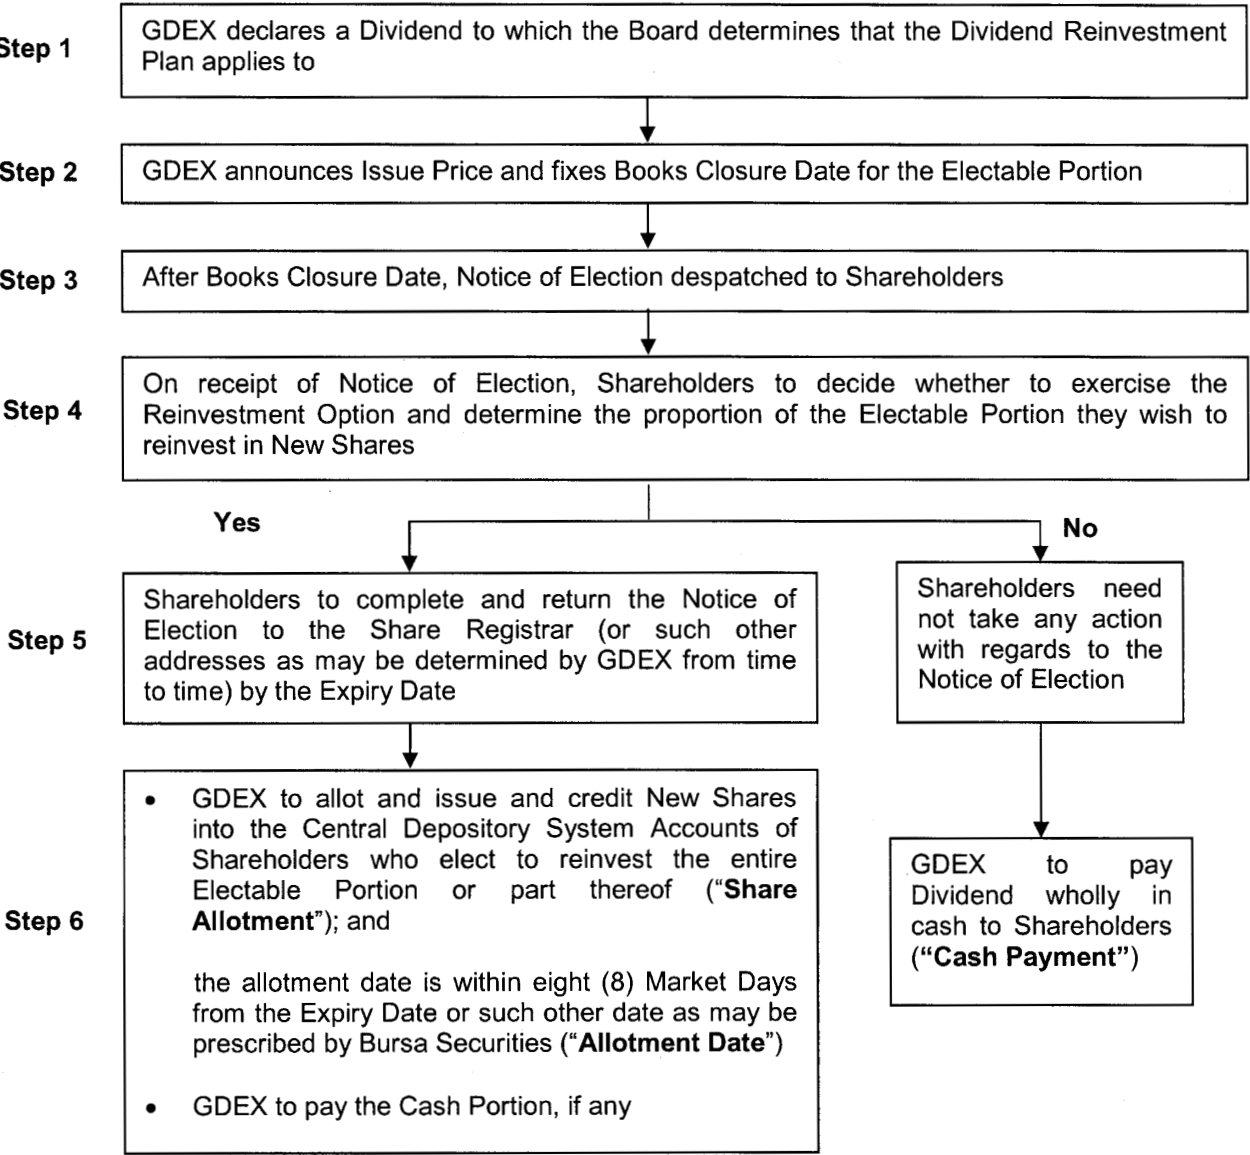 Step 1
GDEX declares a Dividend to which the Board determines that the Dividend Reinvestment
Plan applies to
Step 2
GDEX announces Issue Price and fixes Books Closure Date for the Electable Portion
Step 3
After Books Closure Date, Notice of Election despatched to Shareholders
Step 4
On receipt of Notice of Election, Shareholders to decide whether to exercise the
Reinvestment Option and determine the proportion of the Electable Portion they wish to
reinvest in New Shares
Yes
No
Step 5
Shareholders to complete and return the Notice of
Election to the Share Registrar (or such other
addresses as may be determined by GDEX from time
to time) by the Expiry Date
Shareholders need
not take any action
with regards to the
Notice of Election
Step 6
• GDEX to allot and issue and credit New Shares
into the Central Depository System Accounts of
Shareholders who elect to reinvest the entire
Electable Portion or part thereof (“Share
Allotment”); and
the allotment date is within eight (8) Market Days
from the Expiry Date or such other date as may be
prescribed by Bursa Securities (“Allotment Date”)
• GDEX to pay the Cash Portion, if any
GDEX to pay
Dividend wholly in
cash to Shareholders
(“Cash Payment”)